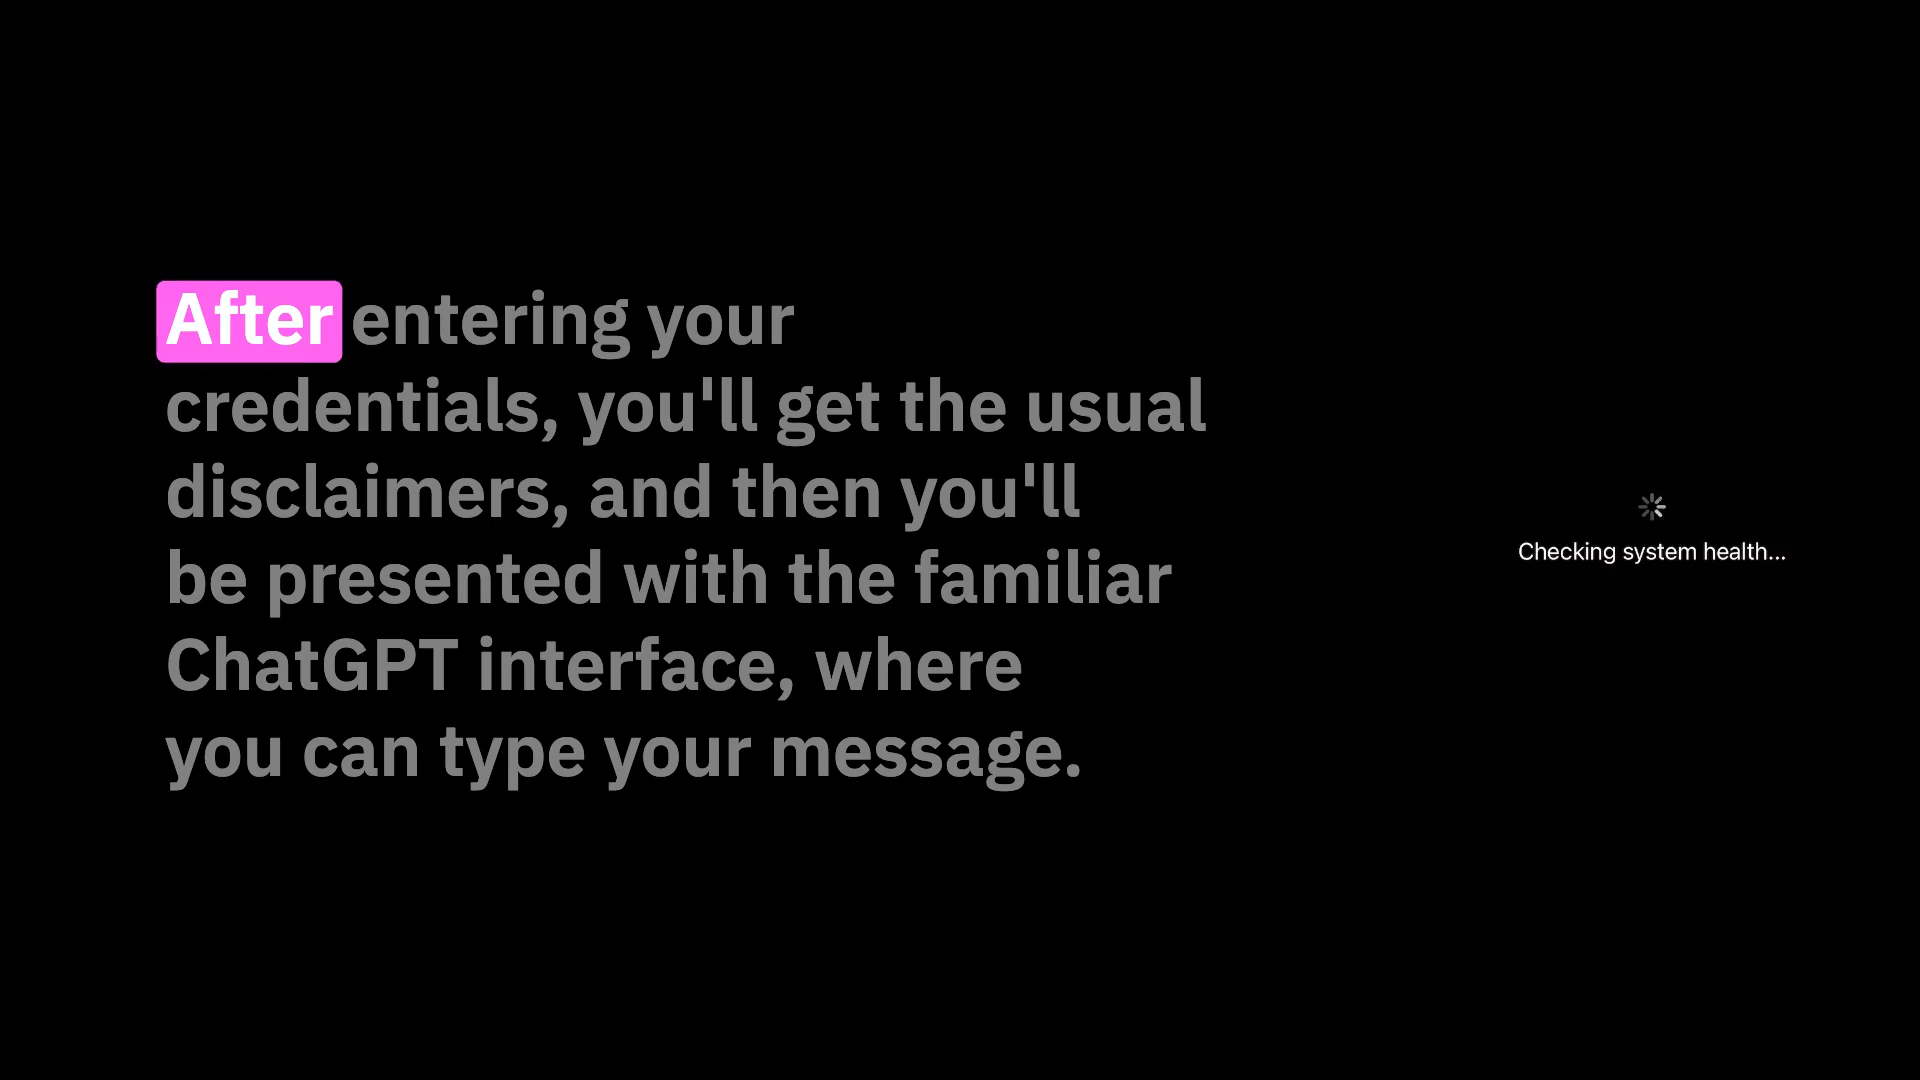 After entering your
credentials, you'll get the usual
disclaimers, and then you'll
be presented with the familiar
ChatGPT interface, where
you can type your message.
Checking system health...